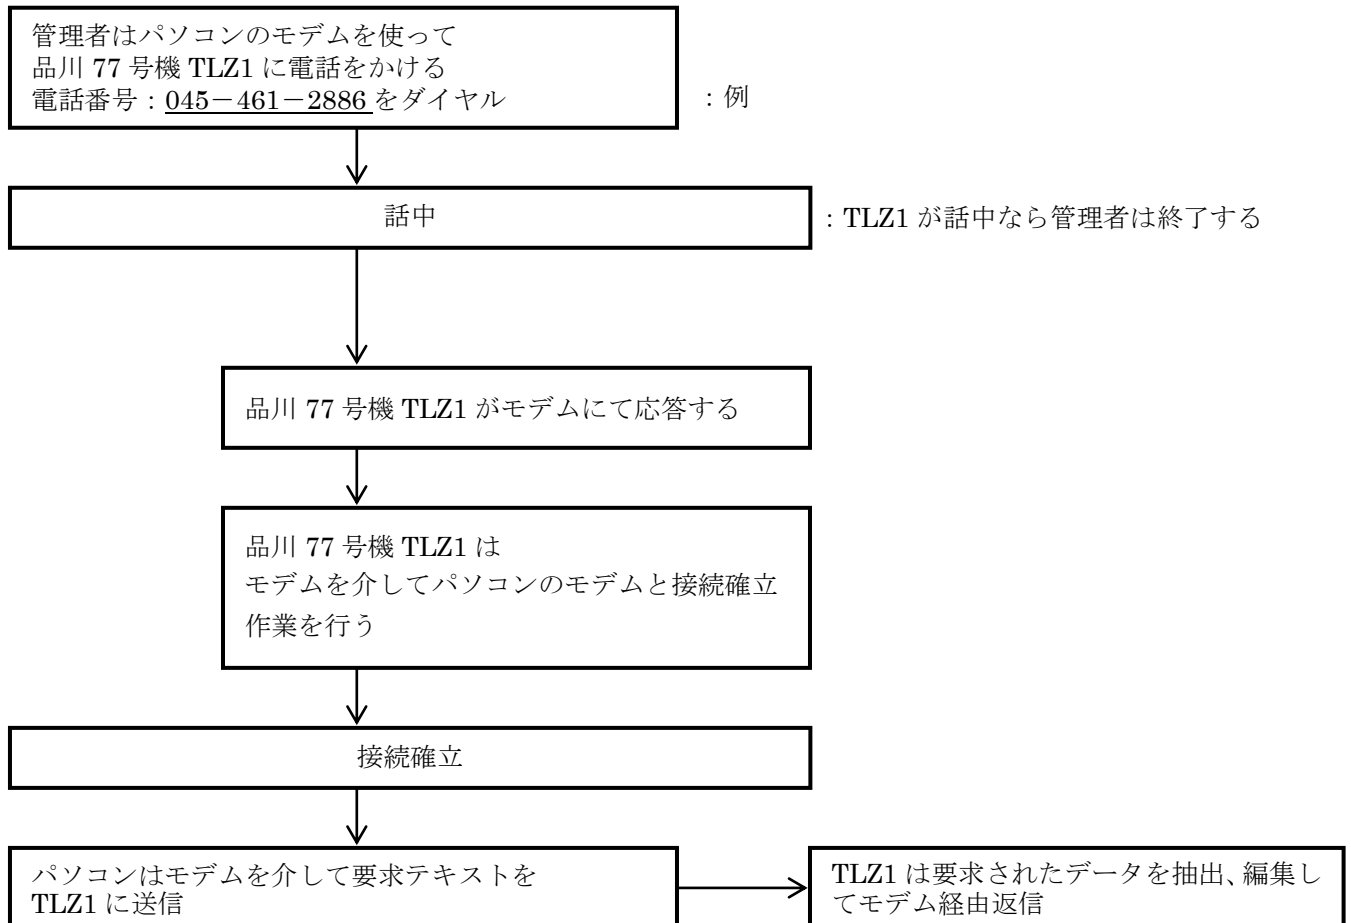 管理者はパソコンのモデムを使って
品川 77 号機 TLZ1 に電話をかける
電話番号：045－461－2886 をダイヤル
：例
話中
：TLZ1 が話中なら管理者は終了する
品川 77 号機 TLZ1 がモデムにて応答する
品川 77 号機 TLZ1 は
モデムを介してパソコンのモデムと接続確立
作業を行う
接続確立
パソコンはモデムを介して要求テキストを
TLZ1 に送信
TLZ1 は要求されたデータを抽出、編集し
てモデム経由返信